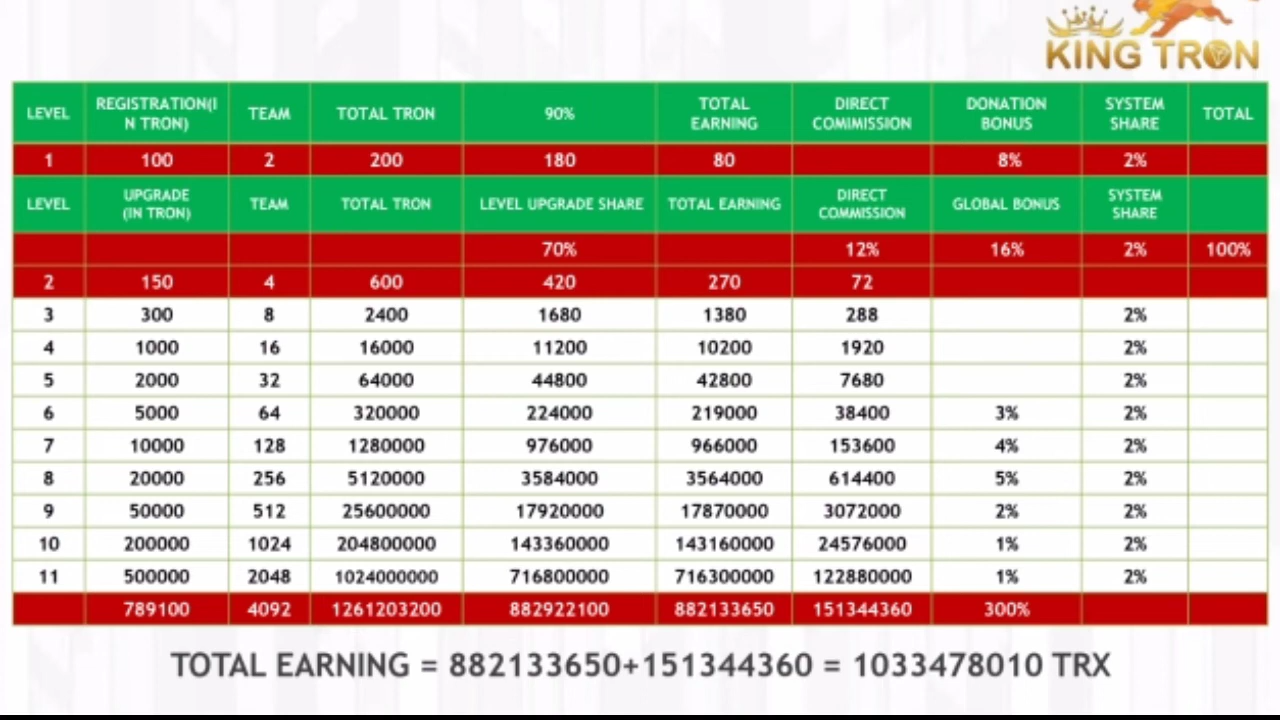 KING TRON
LEVEL REGISTRATION(I N TRON) TEAM TOTAL TRON 90% TOTAL EARNING DIRECT COMIMISSION DONATION BONUS SYSTEM SHARE TOTAL
1 100 2 200 180 80 8% 2%
LEVEL UPGRADE (IN TRON) TEAM TOTAL TRON LEVEL UPGRADE SHARE TOTAL EARNING DIRECT COMMISSION GLOBAL BONUS SYSTEM SHARE
70% 12% 16% 2% 100%
2 150 4 600 420 270 72
3 300 8 2400 1680 1380 288 2%
4 1000 16 16000 11200 10200 1920 2%
5 2000 32 64000 44800 42800 7680 2%
6 5000 64 320000 224000 219000 38400 3% 2%
7 10000 128 1280000 976000 966000 153600 4% 2%
8 20000 256 5120000 3584000 3564000 614400 5% 2%
9 50000 512 25600000 17920000 17870000 3072000 2% 2%
10 200000 1024 204800000 143360000 143160000 24576000 1% 2%
11 500000 2048 1024000000 716800000 716300000 122880000 1% 2%
789100 4092 1261203200 882922100 882133650 151344360 300%
TOTAL EARNING = 882133650+151344360 = 1033478010 TRX